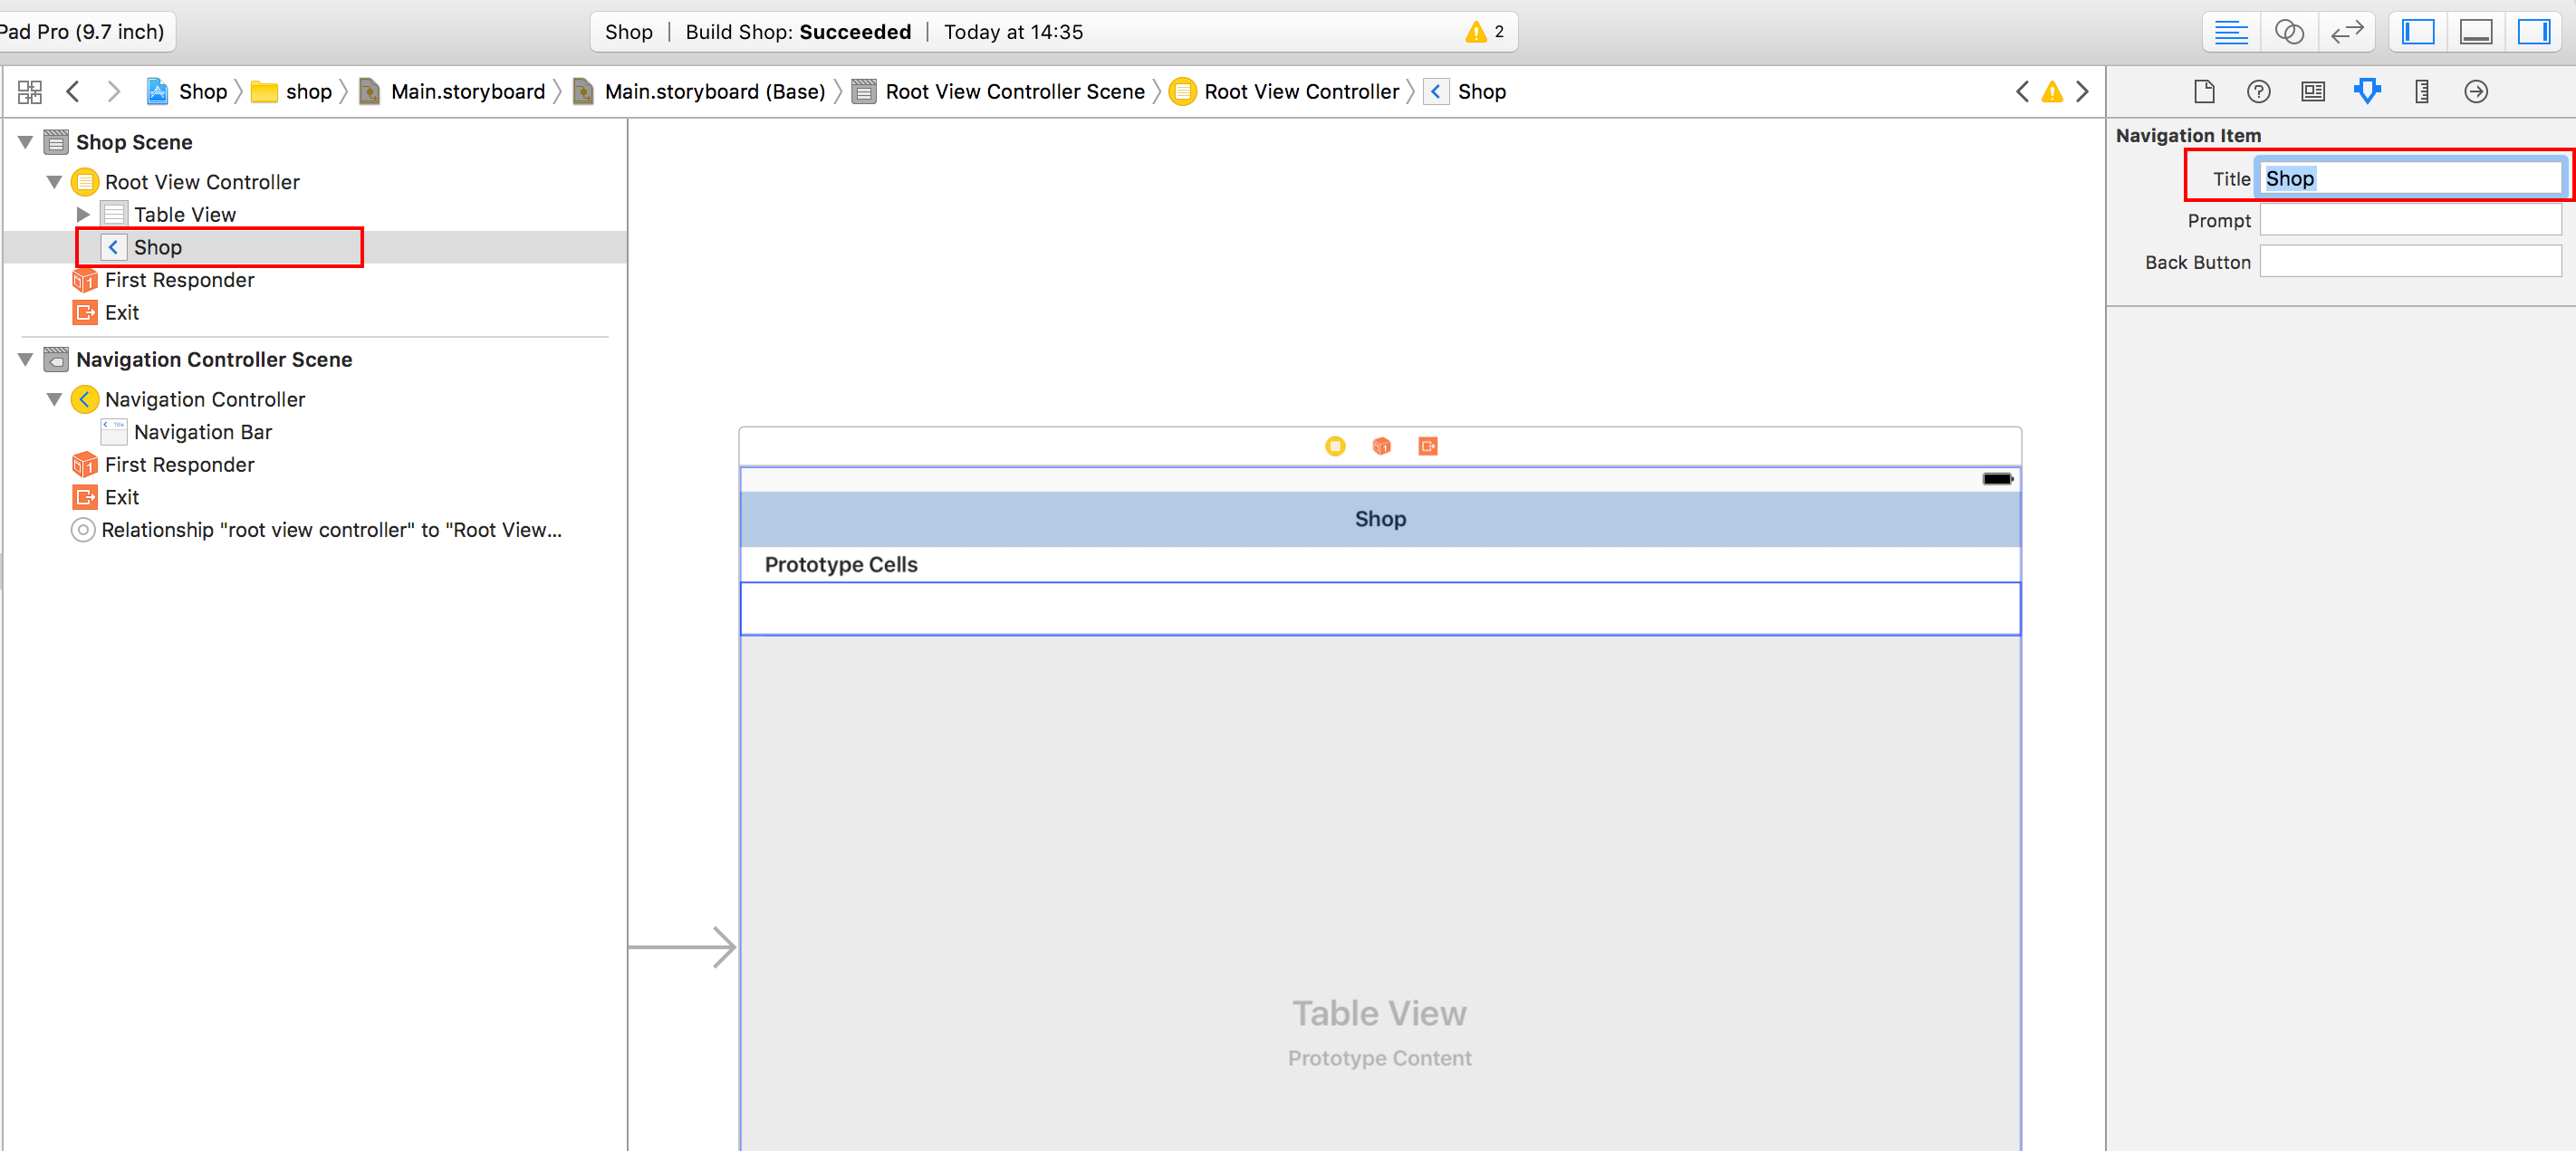 Pad Pro (9.7 inch)
Shop | Build Shop: Succeeded | Today at 14:35 2
Shop shop Main.storyboard Main.storyboard (Base) Root View Controller Scene Root View Controller Shop
Shop Scene
Root View Controller
Table View
Shop
First Responder
Exit
Navigation Controller Scene
Navigation Controller
Navigation Bar
First Responder
Exit
Relationship "root view controller" to "Root View...
Shop
Prototype Cells
Table View
Prototype Content
Navigation Item
Title Shop
Prompt
Back Button